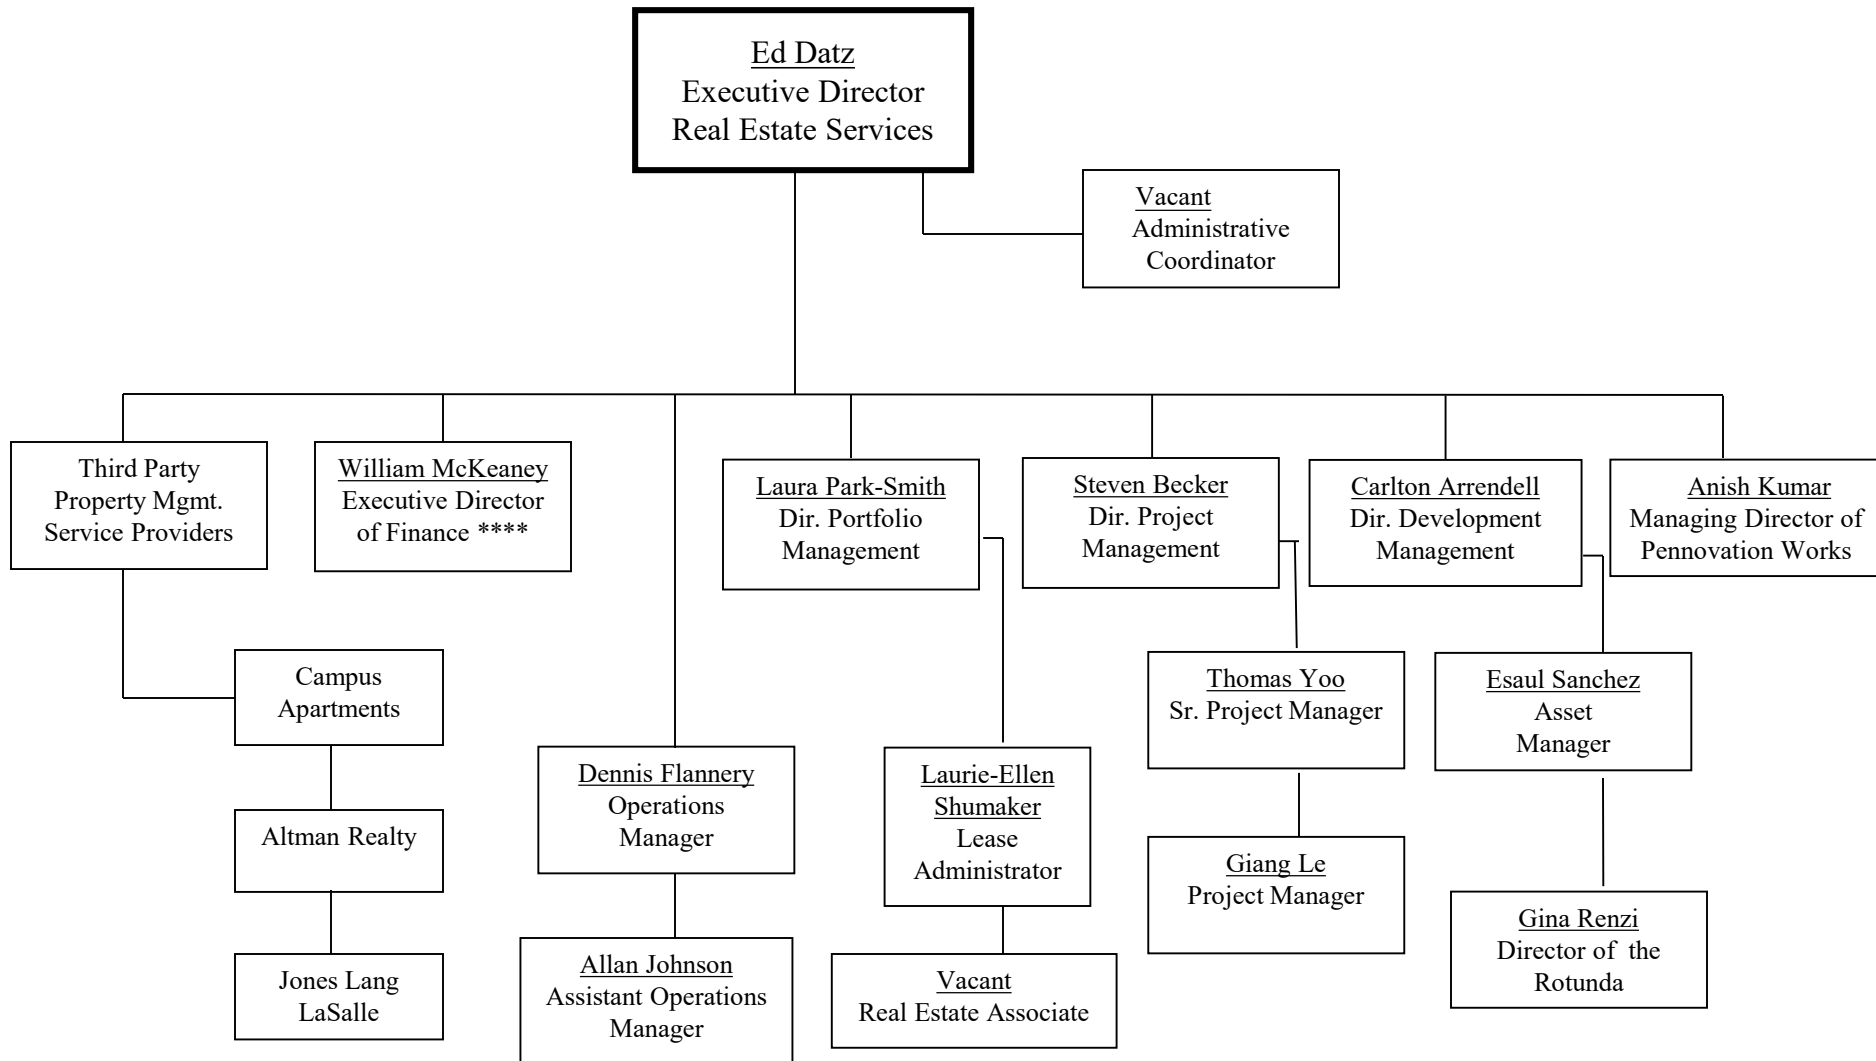 Ed Datz
Executive Director
Real Estate Services
Vacant
Administrative
Coordinator
Third Party
Property Mgmt.
Service Providers
William McKeaney
Executive Director
of Finance ****
Laura Park-Smith
Dir. Portfolio
Management
Steven Becker
Dir. Project
Management
Carlton Arrendell
Dir. Development
Management
Anish Kumar
Managing Director of
Pennovation Works
Campus
Apartments
Thomas Yoo
Sr. Project Manager
Esaul Sanchez
Asset
Manager
Dennis Flannery
Operations
Manager
Laurie-Ellen
Shumaker
Lease
Administrator
Altman Realty
Giang Le
Project Manager
Gina Renzi
Director of the
Rotunda
Jones Lang
LaSalle
Allan Johnson
Assistant Operations
Manager
Vacant
Real Estate Associate